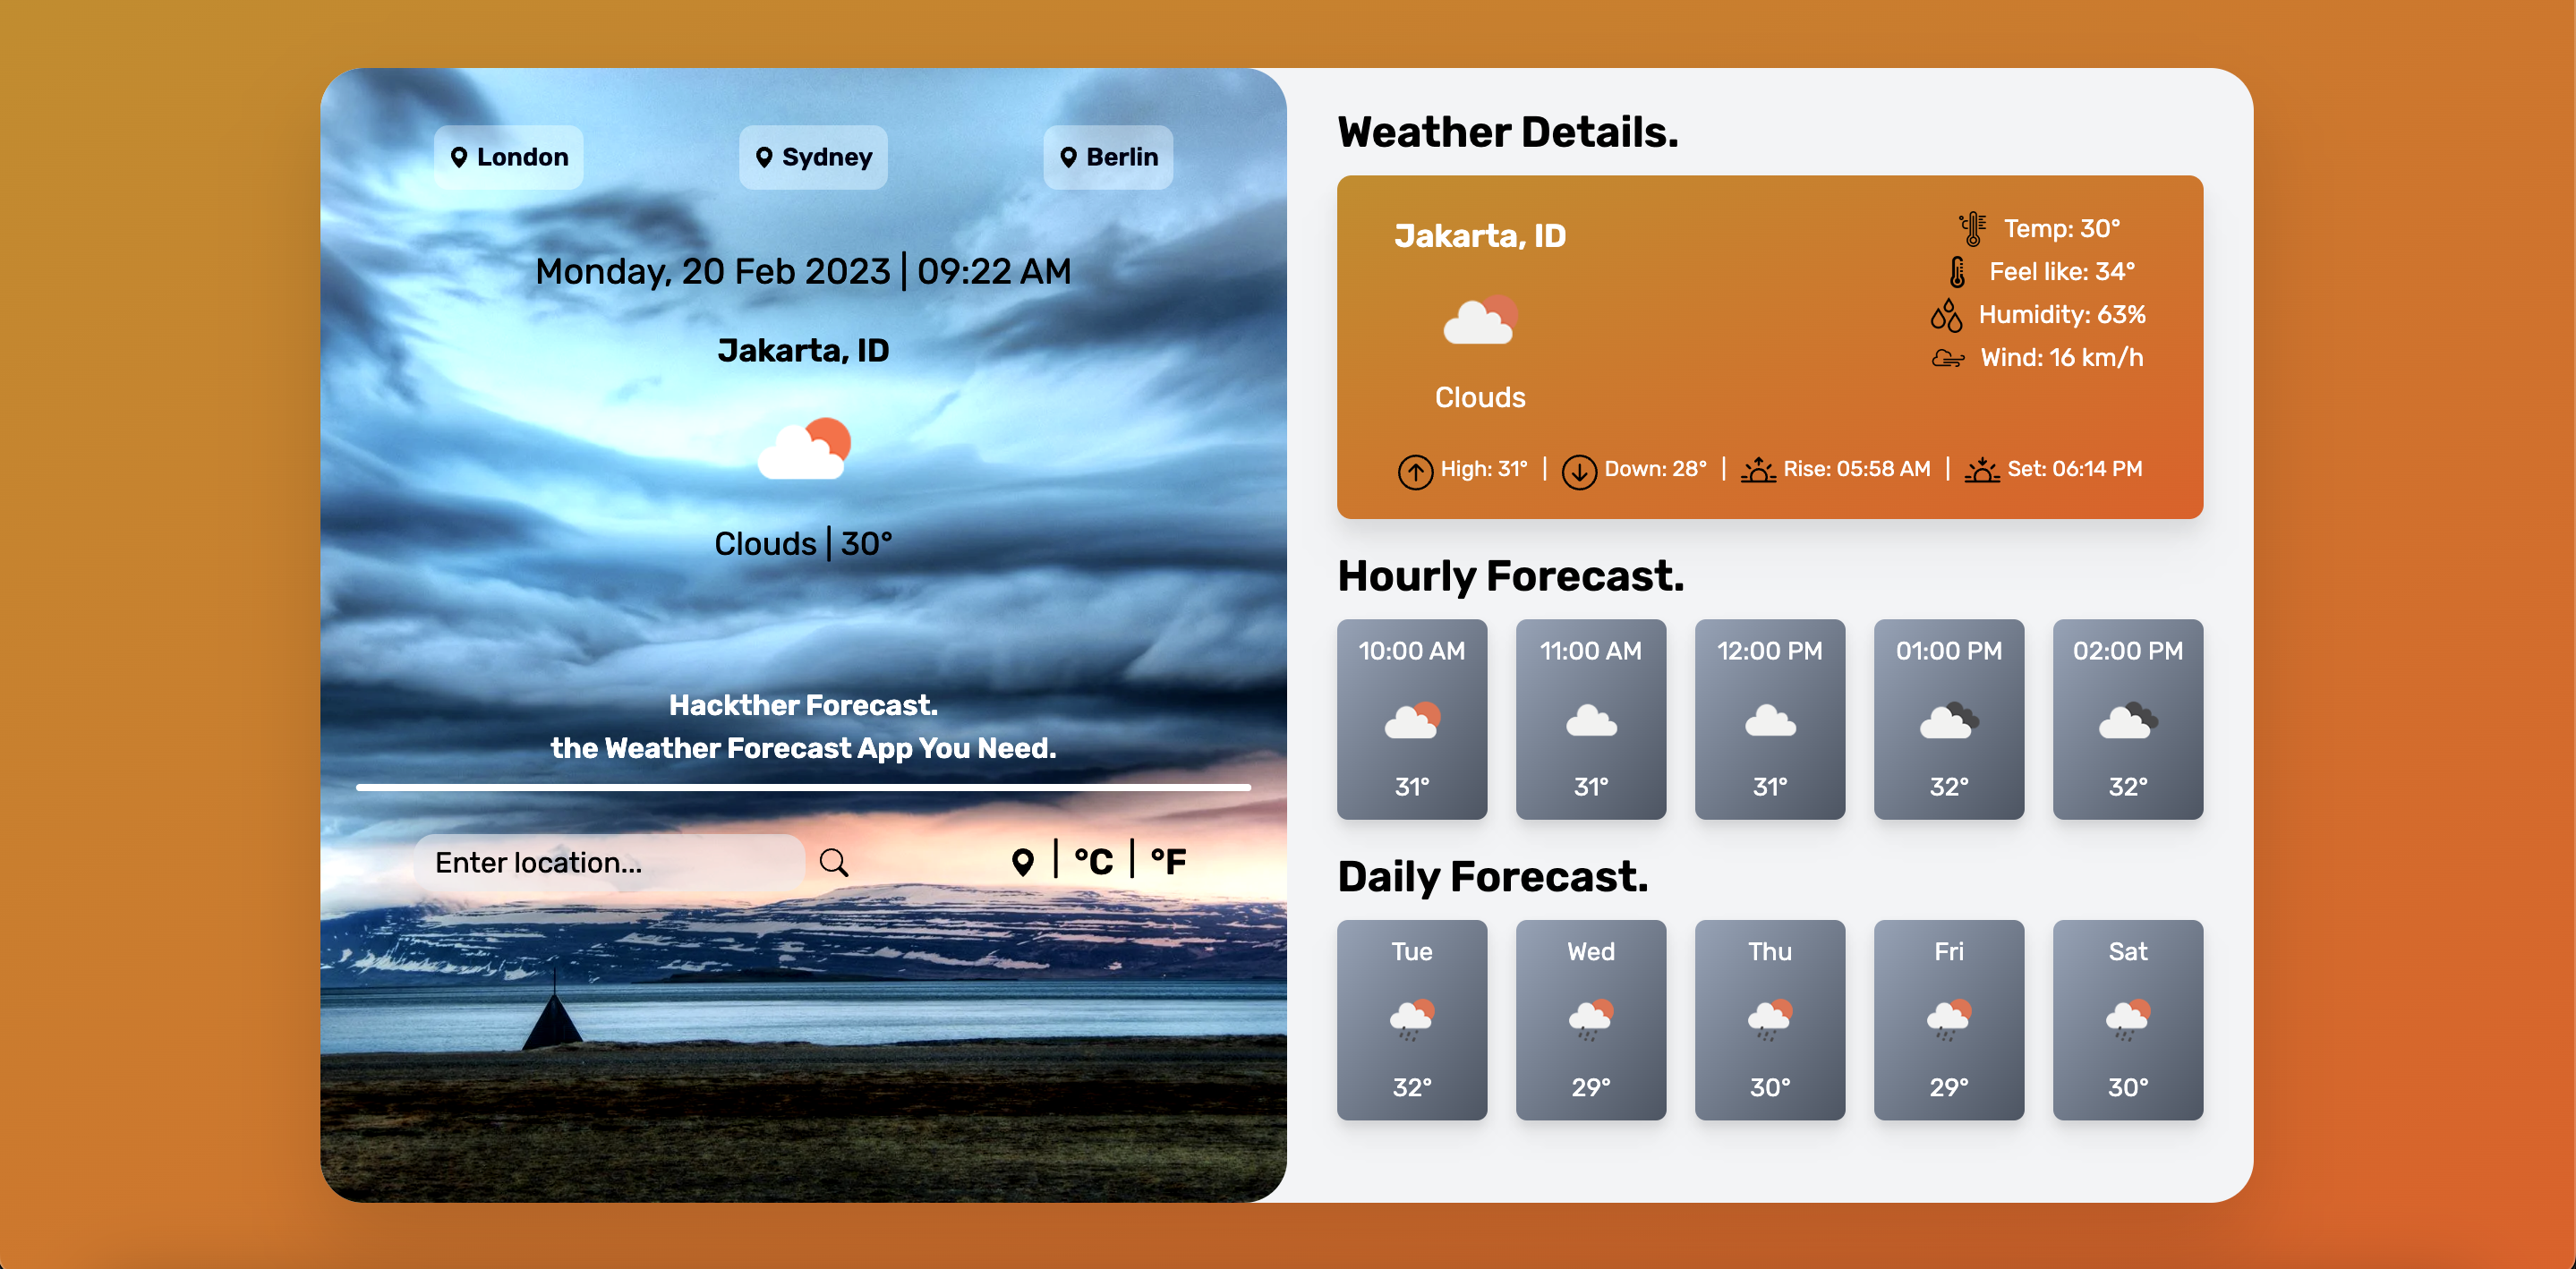 London
Sydney
Berlin
Monday, 20 Feb 2023 | 09:22 AM
Jakarta, ID
Clouds | 30°
Hackther Forecast.
the Weather Forecast App You Need.
Enter location...
| °C | °F
Weather Details.
Jakarta, ID
Clouds
Temp: 30°
Feel like: 34°
Humidity: 63%
Wind: 16 km/h
High: 31° | Down: 28° | Rise: 05:58 AM | Set: 06:14 PM
Hourly Forecast.
10:00 AM
31°
11:00 AM
31°
12:00 PM
31°
01:00 PM
32°
02:00 PM
32°
Daily Forecast.
Tue
32°
Wed
29°
Thu
30°
Fri
29°
Sat
30°